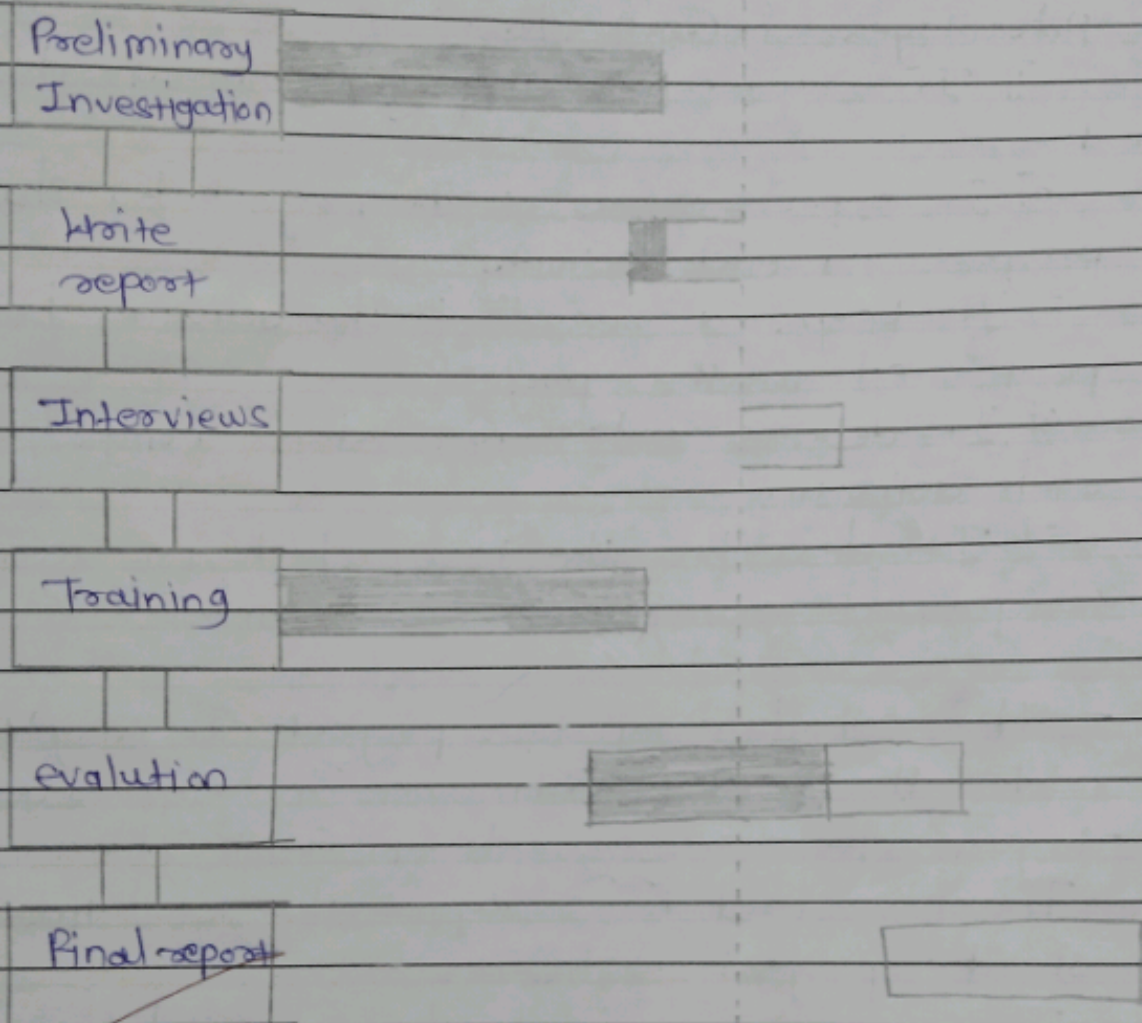 Preliminary
Investigation
Write
report
Interviews
Training
evalution
Final report